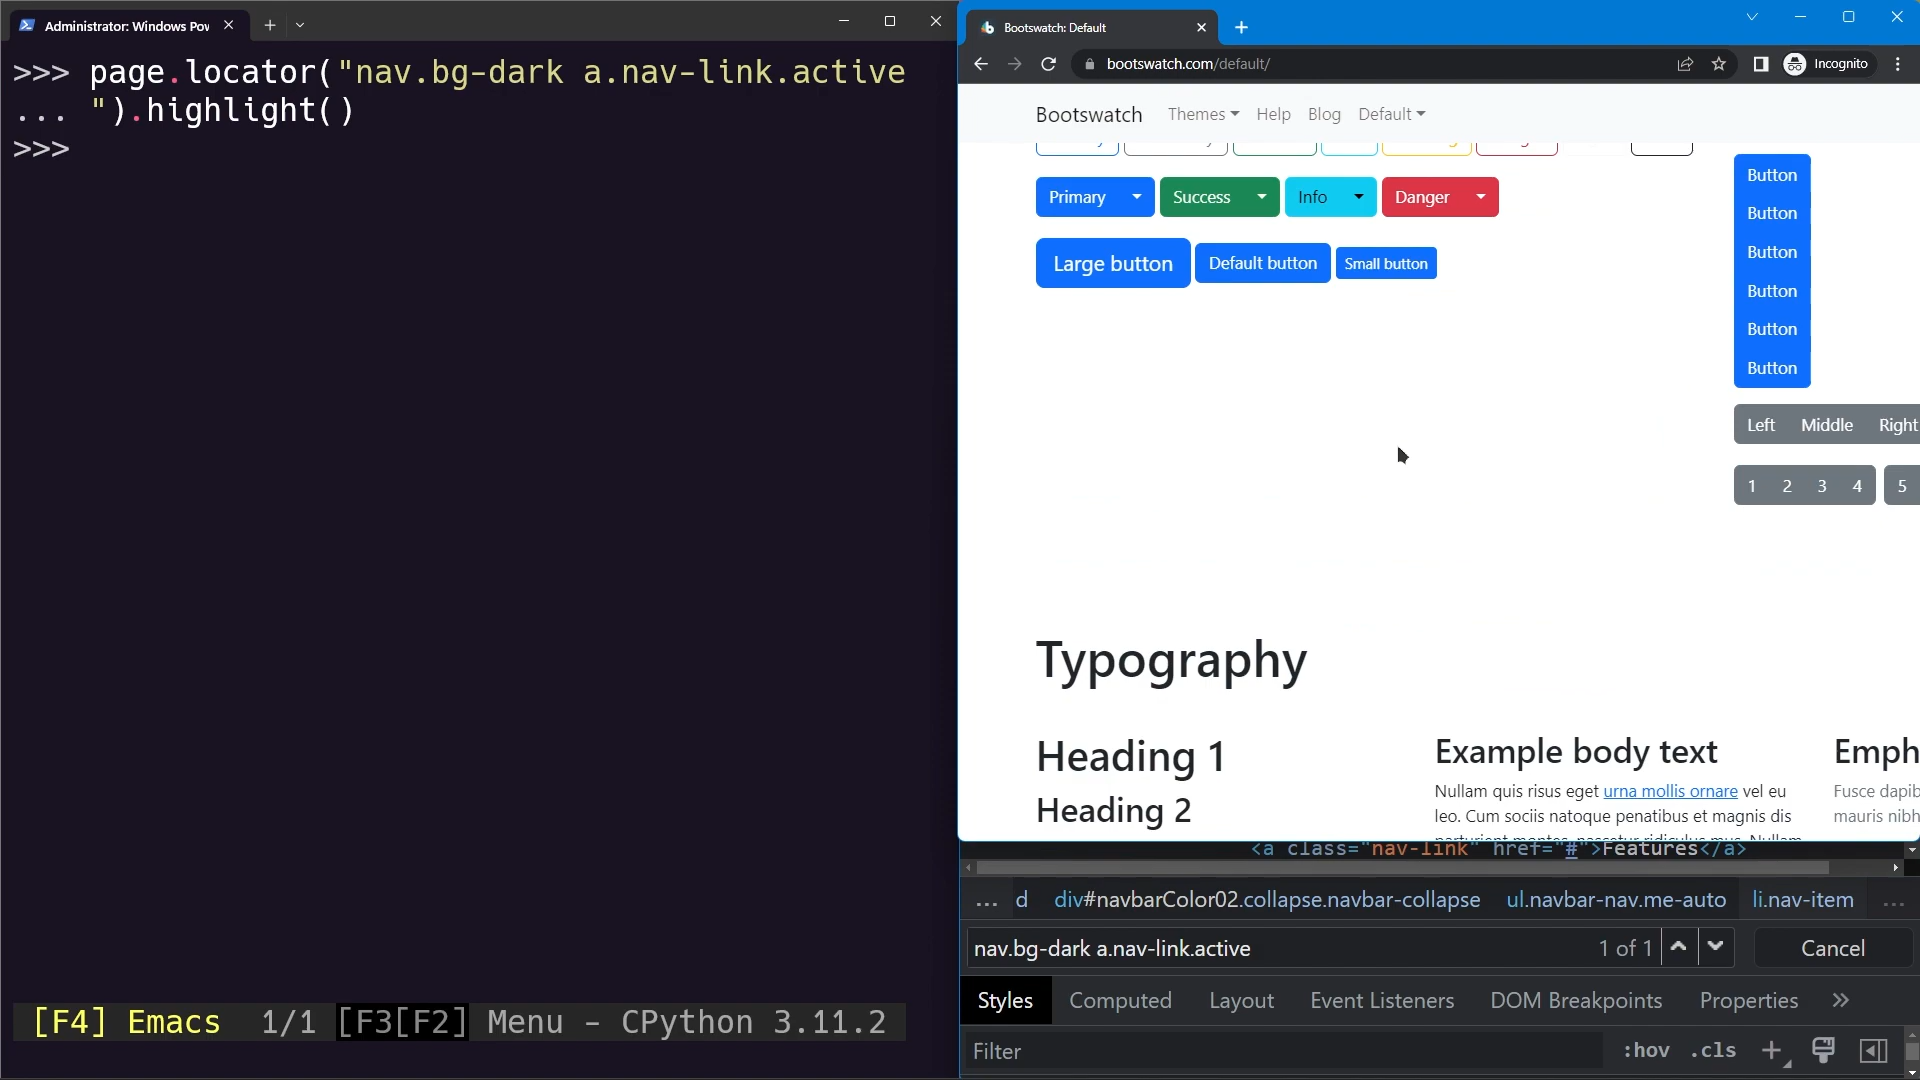 Administrator: Windows Pov
>>> page.locator("nav.bg-dark a.nav-link.active
... ").highlight()
>>>
[F4] Emacs 1/1 [F3[F2] Menu - CPython 3.11.2
Bootswatch: Default
bootswatch.com/default/
Incognito
Bootswatch Themes Help Blog Default
Primary Success Info Danger
Large button Default button Small button
Button
Button
Button
Button
Button
Button
Left Middle Right
1 2 3 4 5
Typography
Heading 1
Heading 2
Example body text
Nullam quis risus eget urna mollis ornare vel eu
leo. Cum sociis natoque penatibus et magnis dis
parturient montes, nascetur ridiculus mus. Nullam
Emph
Fusce dapib
mauris nibh
<a class="nav-link" href="#">Features</a>
... d div#navbarColor02.collapse.navbar-collapse ul.navbar-nav.me-auto li.nav-item ...
nav.bg-dark a.nav-link.active 1 of 1 Cancel
Styles Computed Layout Event Listeners DOM Breakpoints Properties »
Filter :hov .cls